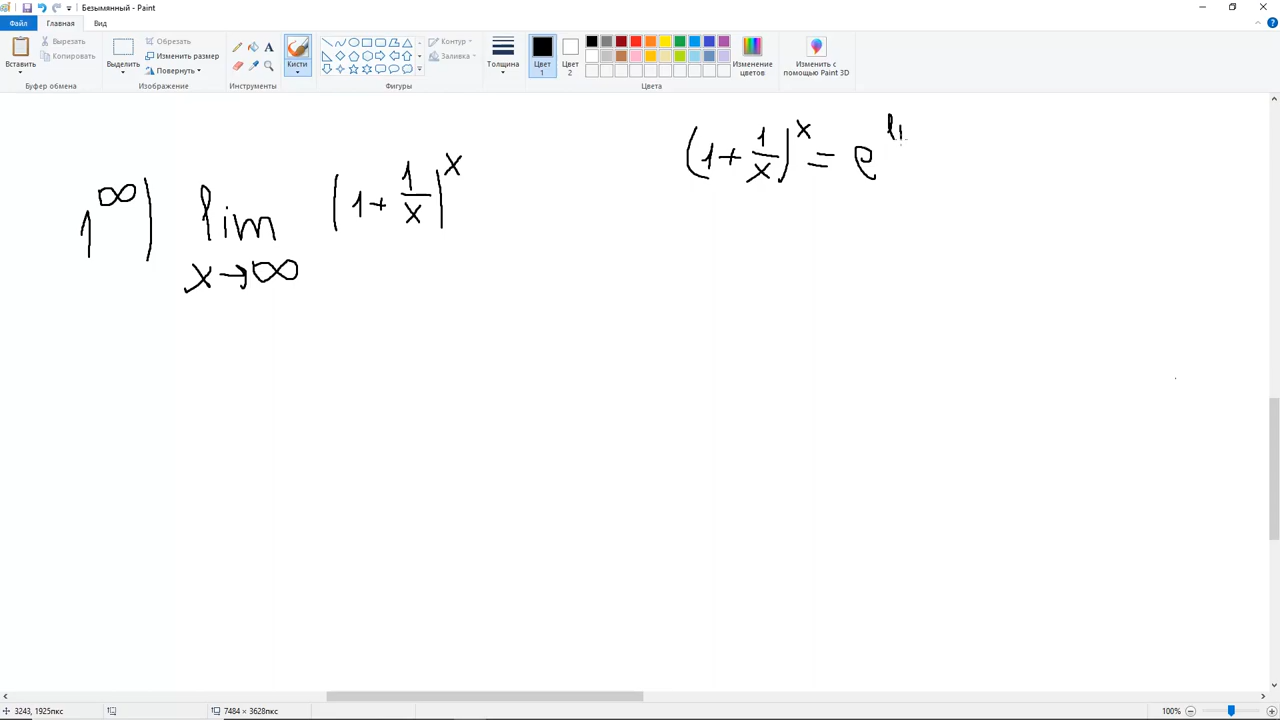 Безымянный - Paint
Файл Главная Вид
Вставить
Вырезать
Копировать
Буфер обмена
Выделить
Обрезать
Изменить размер
Повернуть
Изображение
A
Инструменты
Кисти
Контур
Заливка
Фигуры
Толщина
Цвет 1
Цвет 2
Изменение цветов
Изменить с помощью Paint 3D
Цвета
(1+1/x)^x = e^
1^∞) lim x→∞ (1+1/x)^x
3243, 1925пкс 7484 × 3628пкс 100%